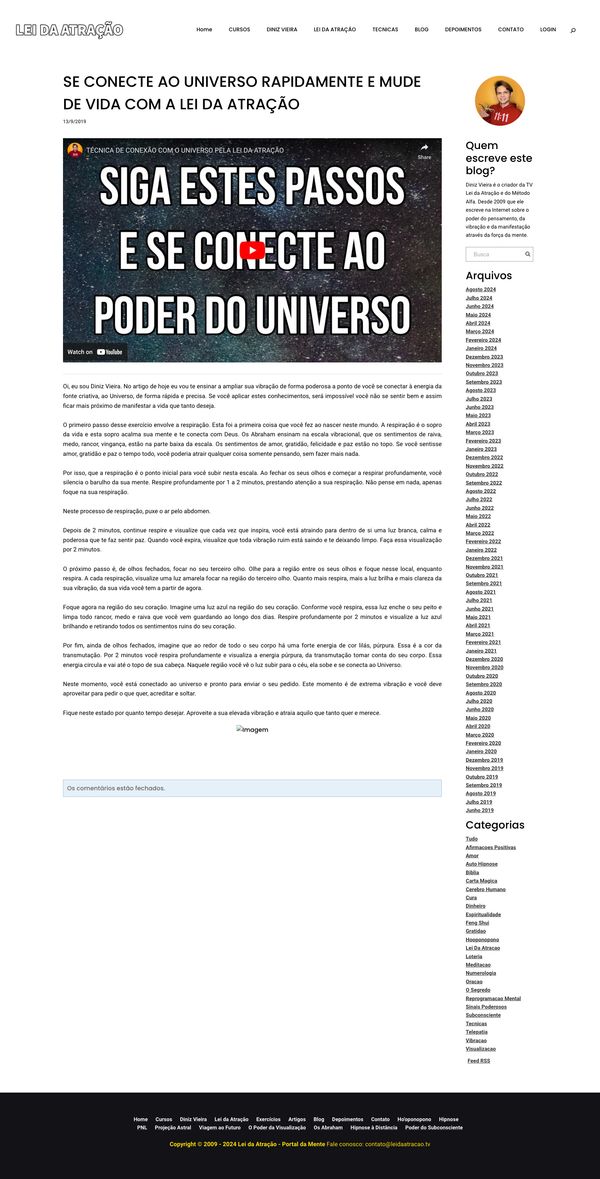 LEI DA ATRAÇÃO
Home CURSOS DINIZ VIEIRA LEI DA ATRAÇÃO TECNICAS BLOG DEPOIMENTOS CONTATO LOGIN
SE CONECTE AO UNIVERSO RAPIDAMENTE E MUDE
DE VIDA COM A LEI DA ATRAÇÃO
13/9/2019
TÉCNICA DE CONEXÃO COM O UNIVERSO PELA LEI DA ATRAÇÃO
Share
SIGA ESTES PASSOS
E SE CONECTE AO
PODER DO UNIVERSO
Watch on YouTube
Oi, eu sou Diniz Vieira. No artigo de hoje eu vou te ensinar a ampliar sua vibração de forma poderosa a ponto de você se conectar à energia da
fonte criativa, ao Universo, de forma rápida e precisa. Se você aplicar estes conhecimentos, será impossível você não se sentir bem e assim
ficar mais próximo de manifestar a vida que tanto deseja.
O primeiro passo desse exercício envolve a respiração. Esta foi a primeira coisa que você fez ao nascer neste mundo. A respiração é o sopro
da vida e esta sopro acalma sua mente e te conecta com Deus. Os Abraham ensinam na escala vibracional, que os sentimentos de raiva,
medo, rancor, vingança, estão na parte baixa da escala. Os sentimentos de amor, gratidão, felicidade e paz estão no topo. Se você sentisse
amor, gratidão e paz o tempo todo, você poderia atrair qualquer coisa somente pensando, sem fazer mais nada.
Por isso, que a respiração é o ponto inicial para você subir nesta escala. Ao fechar os seus olhos e começar a respirar profundamente, você
silencia o barulho da sua mente. Respire profundamente por 1 a 2 minutos, prestando atenção a sua respiração. Não pense em nada, apenas
foque na sua respiração.
Neste processo de respiração, puxe o ar pelo abdomen.
Depois de 2 minutos, continue respire e visualize que cada vez que inspira, você está atraindo para dentro de si uma luz branca, calma e
poderosa que te faz sentir paz. Quando você expira, visualize que toda vibração ruim está saindo e te deixando limpo. Faça essa visualização
por 2 minutos.
O próximo passo é, de olhos fechados, focar no seu terceiro olho. Olhe para a região entre os seus olhos e foque nesse local, enquanto
respira. A cada respiração, visualize uma luz amarela focar na região do terceiro olho. Quanto mais respira, mais a luz brilha e mais clareza da
sua vibração, da sua vida você tem a partir de agora.
Foque agora na região do seu coração. Imagine uma luz azul na região do seu coração. Conforme você respira, essa luz enche o seu peito e
limpa todo rancor, medo e raiva que você vem guardando ao longo dos dias. Respire profundamente por 2 minutos e visualize a luz azul
brilhando e retirando todos os sentimentos ruins do seu coração.
Por fim, ainda de olhos fechados, imagine que ao redor de todo o seu corpo há uma forte energia de cor lilás, púrpura. Essa é a cor da
transmutação. Por 2 minutos você respira profundamente e visualiza a energia púrpura, da transmutação tomar conta do seu corpo. Essa
energia circula e vai até o topo de sua cabeça. Naquele região você vê o luz subir para o céu, ela sobe e se conecta ao Universo.
Neste momento, você está conectado ao universo e pronto para enviar o seu pedido. Este momento é de extrema vibração e você deve
aproveitar para pedir o que quer, acreditar e soltar.
Fique neste estado por quanto tempo desejar. Aproveite a sua elevada vibração e atraia aquilo que tanto quer e merece.
Imagem
Os comentários estão fechados.
11:11
Quem
escreve este
blog?
Diniz Vieira é o criador da TV
Lei da Atração e do Método
Alfa. Desde 2009 que ele
escreve na Internet sobre o
poder do pensamento, da
vibração e da manifestação
através da força da mente.
Busca
Arquivos
Agosto 2024
Julho 2024
Junho 2024
Maio 2024
Abril 2024
Março 2024
Fevereiro 2024
Janeiro 2024
Dezembro 2023
Novembro 2023
Outubro 2023
Setembro 2023
Agosto 2023
Julho 2023
Junho 2023
Maio 2023
Abril 2023
Março 2023
Fevereiro 2023
Janeiro 2023
Dezembro 2022
Novembro 2022
Outubro 2022
Setembro 2022
Agosto 2022
Julho 2022
Junho 2022
Maio 2022
Abril 2022
Março 2022
Fevereiro 2022
Janeiro 2022
Dezembro 2021
Novembro 2021
Outubro 2021
Setembro 2021
Agosto 2021
Julho 2021
Junho 2021
Maio 2021
Abril 2021
Março 2021
Fevereiro 2021
Janeiro 2021
Dezembro 2020
Novembro 2020
Outubro 2020
Setembro 2020
Agosto 2020
Julho 2020
Junho 2020
Maio 2020
Abril 2020
Março 2020
Fevereiro 2020
Janeiro 2020
Dezembro 2019
Novembro 2019
Outubro 2019
Setembro 2019
Agosto 2019
Julho 2019
Junho 2019
Categorias
Tudo
Afirmacoes Positivas
Amor
Auto Hipnose
Bíblia
Carta Magica
Cerebro Humano
Cura
Dinheiro
Espiritualidade
Feng Shui
Gratidao
Hooponopono
Lei Da Atracao
Loteria
Meditacao
Numerologia
Oracao
O Segredo
Reprogramacao Mental
Sinais Poderosos
Subconsciente
Tecnicas
Telepatia
Vibracao
Visualizacao
Feed RSS
Home Cursos Diniz Vieira Lei da Atração Exercícios Artigos Blog Depoimentos Contato Ho'oponopono Hipnose
PNL Projeção Astral Viagem ao Futuro O Poder da Visualização Os Abraham Hipnose à Distância Poder do Subconsciente
Copyright © 2009 - 2024 Lei da Atração - Portal da Mente Fale conosco: contato@leidaatracao.tv